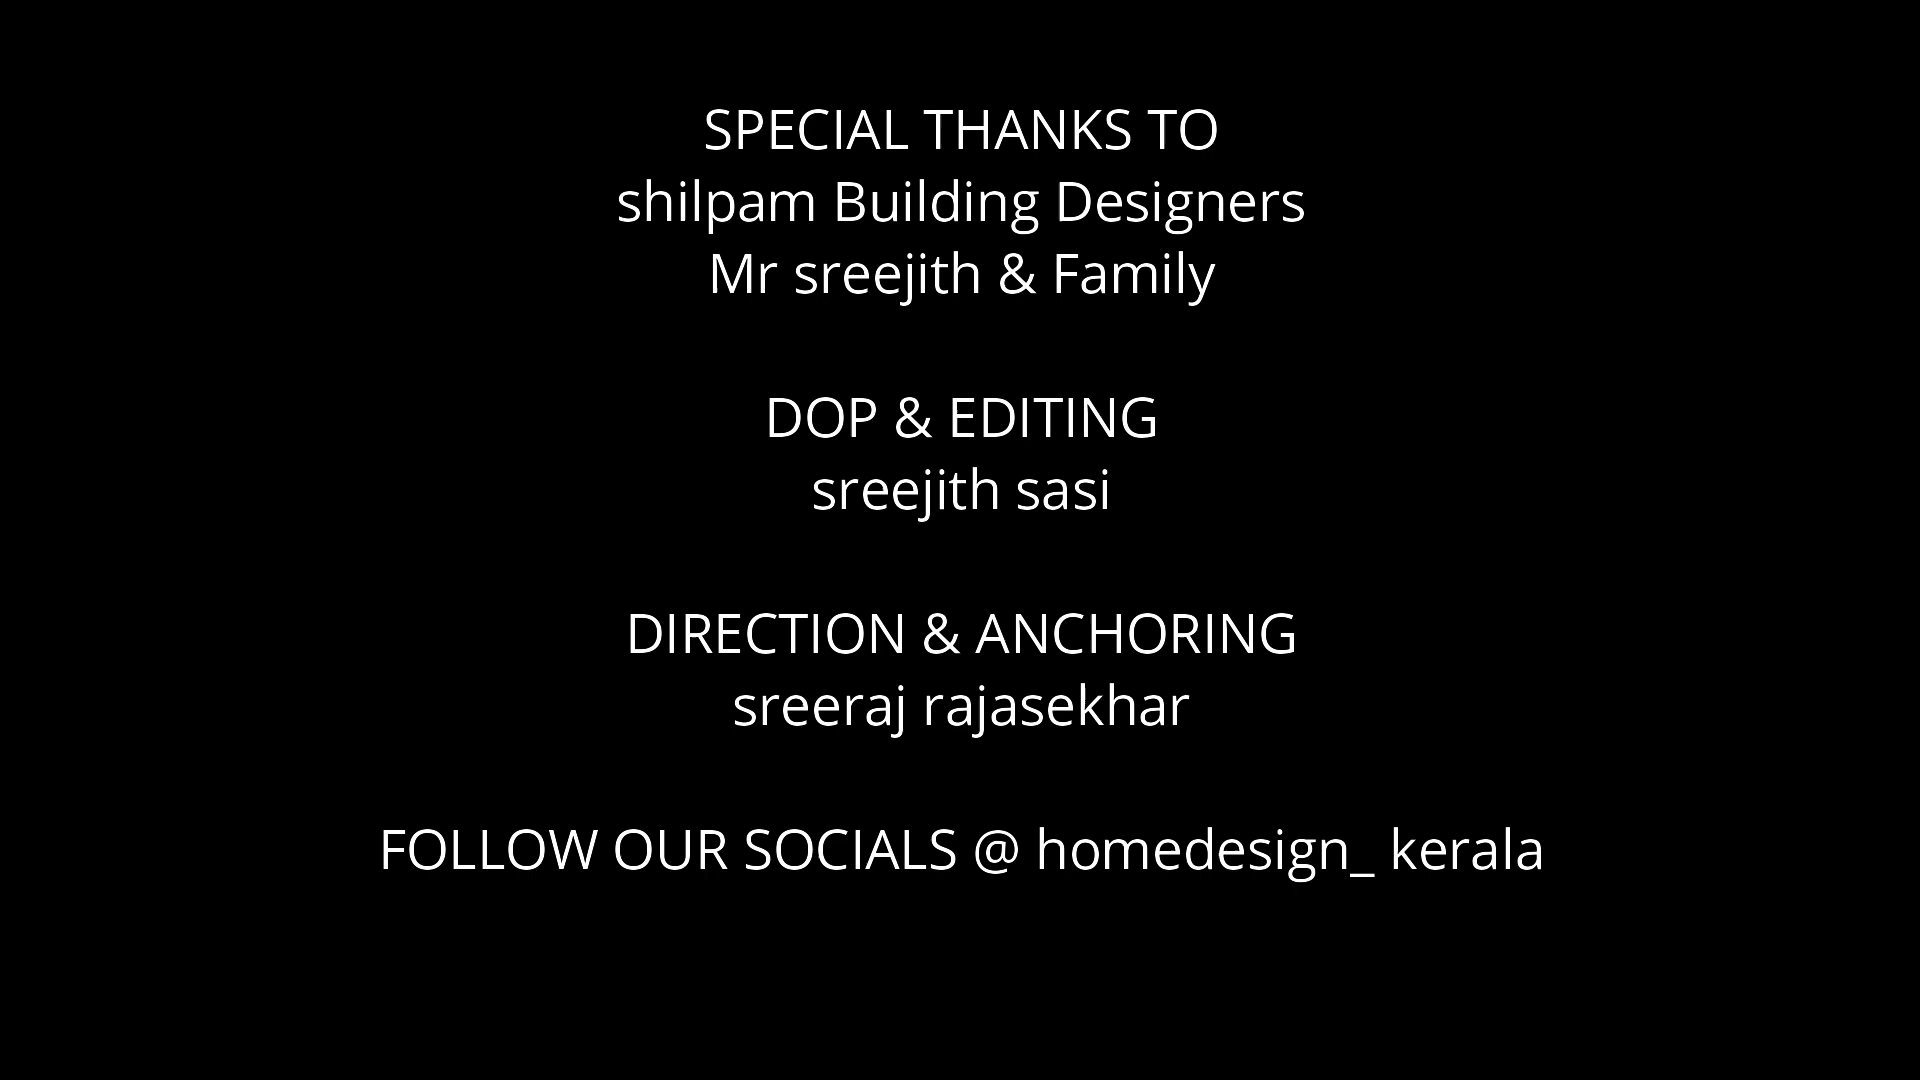 SPECIAL THANKS TO
shilpam Building Designers
Mr sreejith & Family
DOP & EDITING
sreejith sasi
DIRECTION & ANCHORING
sreeraj rajasekhar
FOLLOW OUR SOCIALS @ homedesign_ kerala